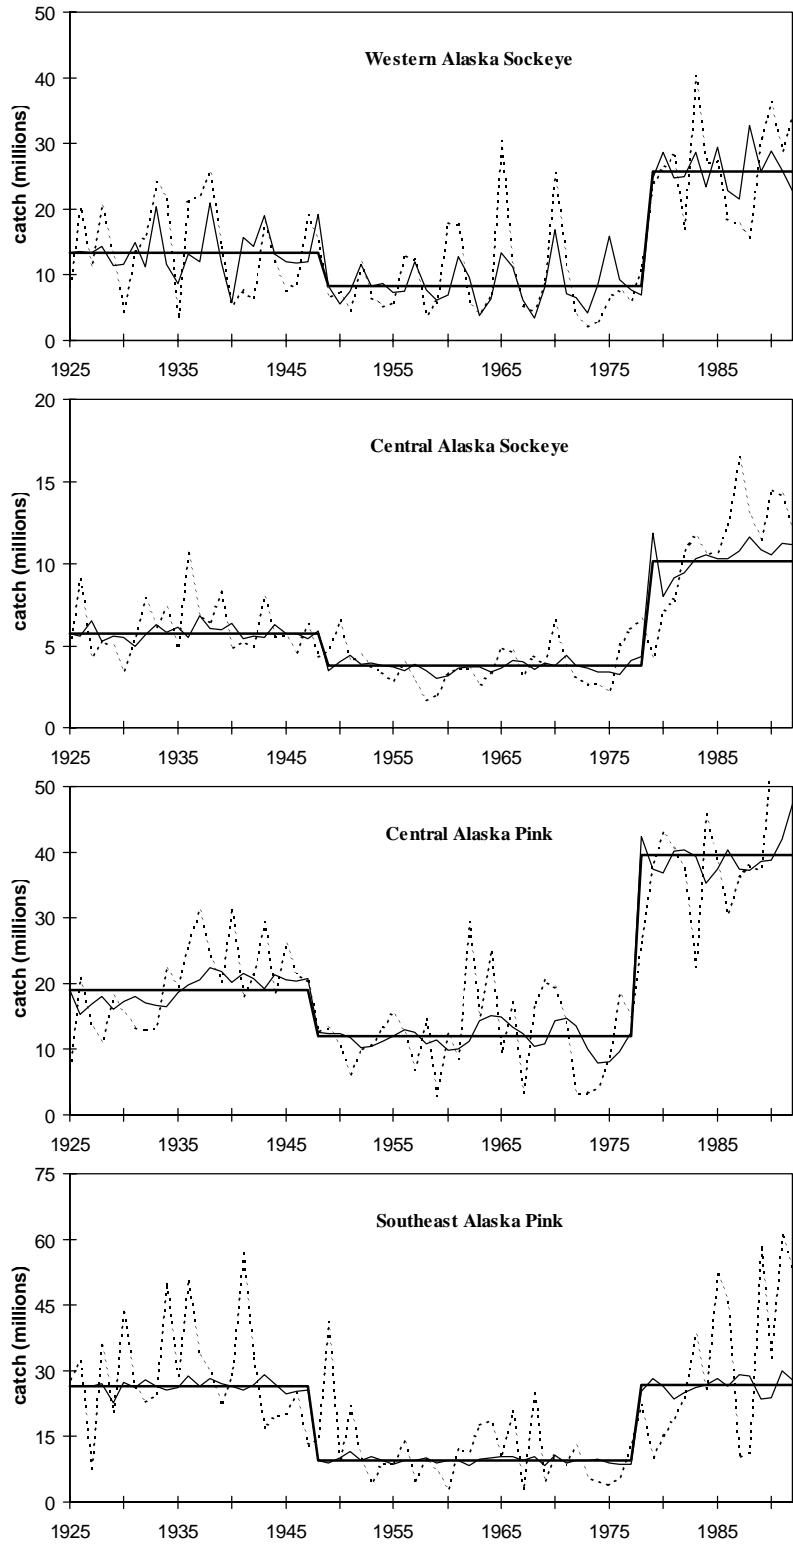 Western Alaska Sockeye
catch (millions)
50
40
30
20
10
0
1925 1935 1945 1955 1965 1975 1985
Central Alaska Sockeye
catch (millions)
20
15
10
5
0
1925 1935 1945 1955 1965 1975 1985
Central Alaska Pink
catch (millions)
50
40
30
20
10
0
1925 1935 1945 1955 1965 1975 1985
Southeast Alaska Pink
catch (millions)
75
60
45
30
15
0
1925 1935 1945 1955 1965 1975 1985